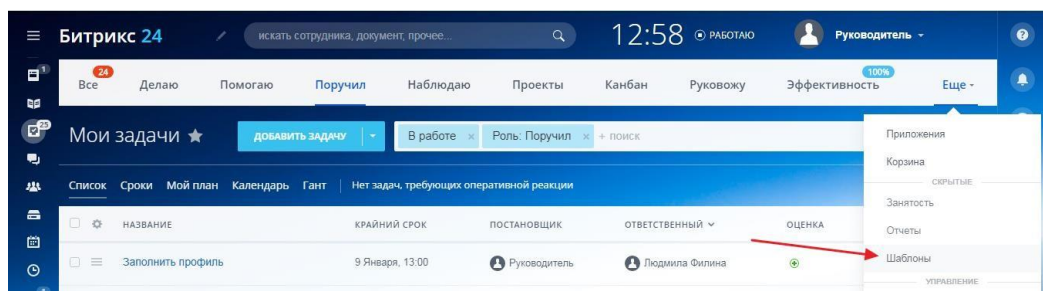 Битрикс 24
искать сотрудника, документ, прочее...
12:58 РАБОТАЮ
Руководитель
1
24
Все Делаю Помогаю Поручил Наблюдаю Проекты Канбан Руковожу Эффективность 100% Еще
25
Мои задачи ДОБАВИТЬ ЗАДАЧУ В работе × Роль: Поручил × + поиск
Приложения
Корзина
СКРЫТЫЕ
Список Сроки Мой план Календарь Гант Нет задач, требующих оперативной реакции
Занятость
НАЗВАНИЕ КРАЙНИЙ СРОК ПОСТАНОВЩИК ОТВЕТСТВЕННЫЙ ОЦЕНКА
Отчеты
Заполнить профиль 9 Января, 13:00 Руководитель Людмила Филина
Шаблоны
УПРАВЛЕНИЕ